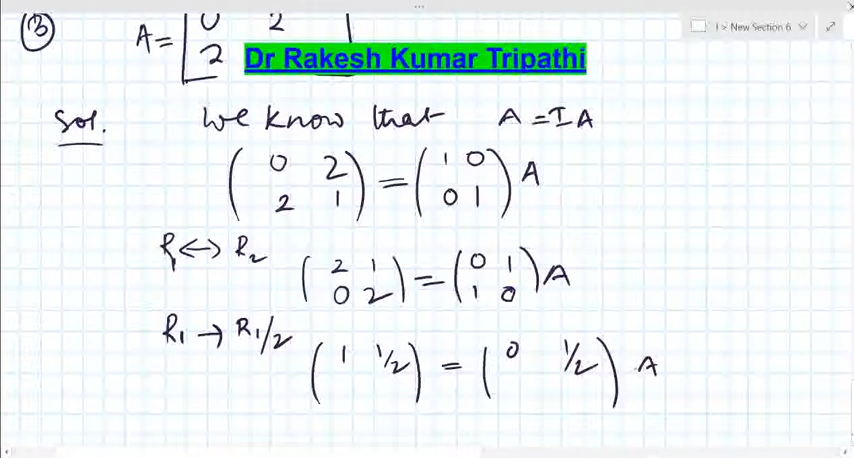 1 > New Section 6
③ A = [ 0 2
2
Dr Rakesh Kumar Tripathi
Sol. We know that A = I A
( 0 2 ; 2 1 ) = ( 1 0 ; 0 1 ) A
R₁ ↔ R₂ ( 2 1 ; 0 2 ) = ( 0 1 ; 1 0 ) A
R₁ → R₁/2 ( 1 1/2 ) = ( 0 1/2 ) A